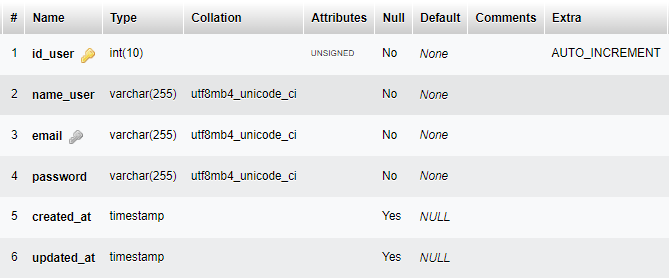 # Name Type Collation Attributes Null Default Comments Extra
1 id_user int(10) UNSIGNED No None AUTO_INCREMENT
2 name_user varchar(255) utf8mb4_unicode_ci No None
3 email varchar(255) utf8mb4_unicode_ci No None
4 password varchar(255) utf8mb4_unicode_ci No None
5 created_at timestamp Yes NULL
6 updated_at timestamp Yes NULL